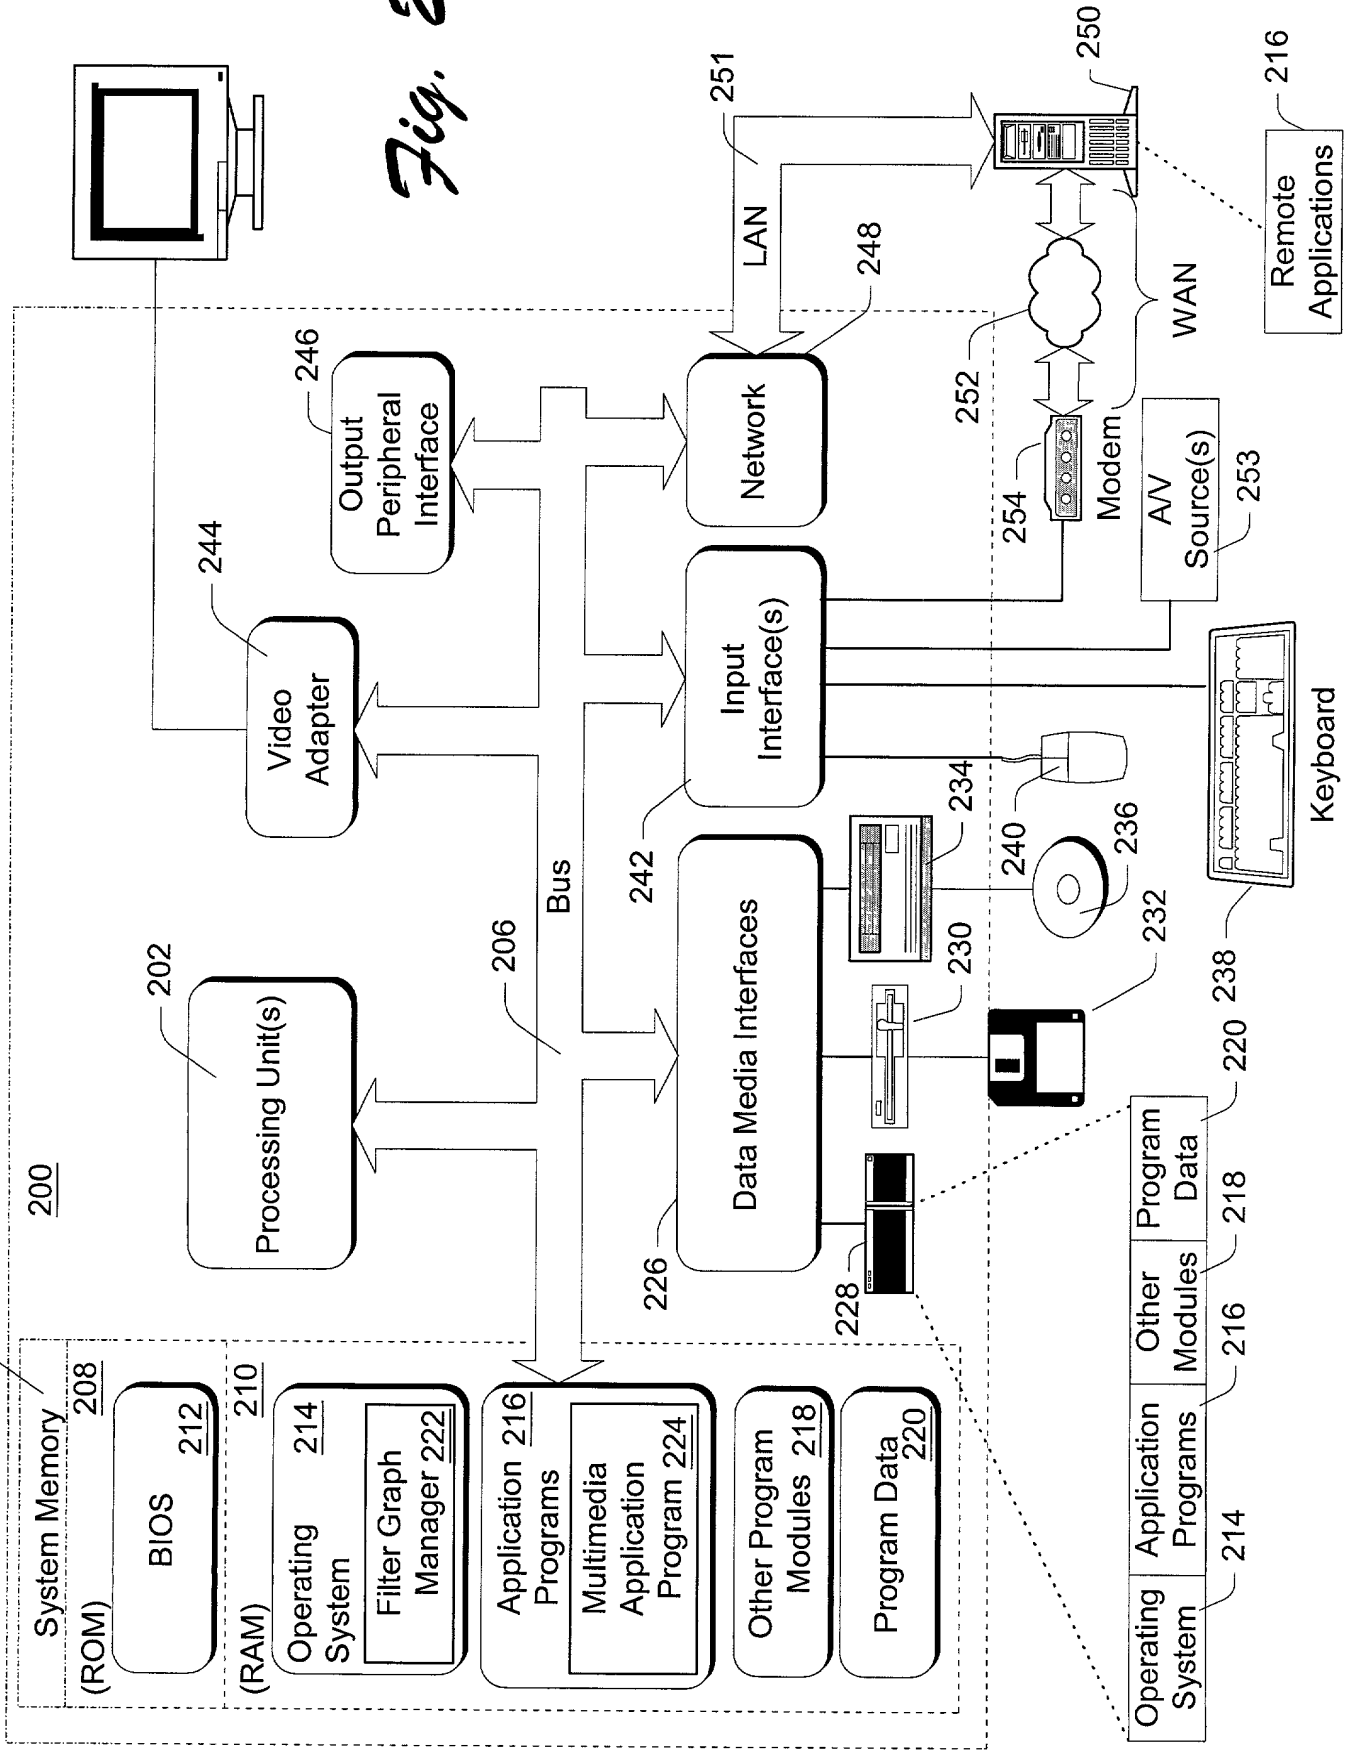 Fig. 2
200
System Memory
(ROM)
208
BIOS
212
(RAM)
210
Operating
System
214
Filter Graph
Manager 222
Application
Programs
216
Multimedia
Application
Program 224
Other Program
Modules 218
Program Data
220
202
Processing Unit(s)
206
Bus
244
Video
Adapter
246
Output
Peripheral
Interface
226
Data Media Interfaces
242
Input
Interface(s)
Network
248
LAN
251
228
230
234
232
236
240
238
Keyboard
252
254
Modem
WAN
A/V
Source(s)
253
250
216
Remote
Applications
Operating
System
214
Application
Programs
216
Other
Modules
218
Program
Data
220